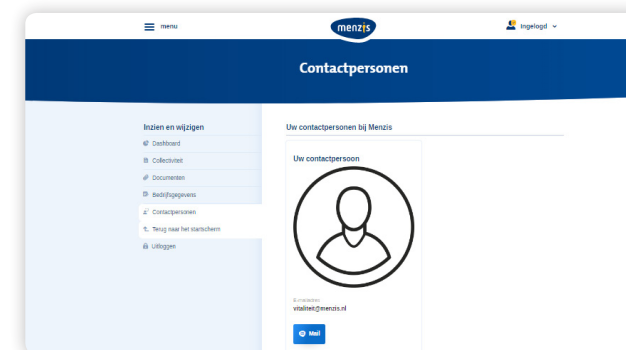 menu
menzis
Ingelogd
Contactpersonen
Inzien en wijzigen
Dashboard
Collectiviteit
Documenten
Bedrijfsgegevens
Contactpersonen
Terug naar het startscherm
Uitloggen
Uw contactpersonen bij Menzis
Uw contactpersoon
E-mailadres
vitaliteit@menzis.nl
Mail